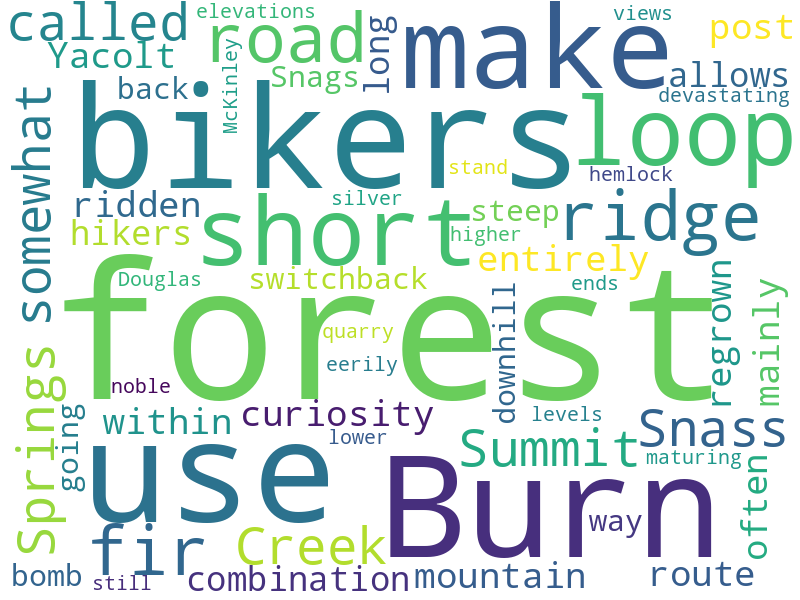 called
elevations
road
long
make
views
post
Yacolt
McKinley
Snags
allows
back
devastating
somewhat
bikers
loop
stand
hemlock
ridden
silver
short
steep
ridge
hikers
higher
entirely
Douglas
switchback
ends
forest
downhill
regrown
mainly
quarry
eerily
noble
Springs
going
within
curiosity
levels
Snass
lower
Summit
maturing
use
Burn
way
often
fir
Creek
bomb
still
combination
mountain
route